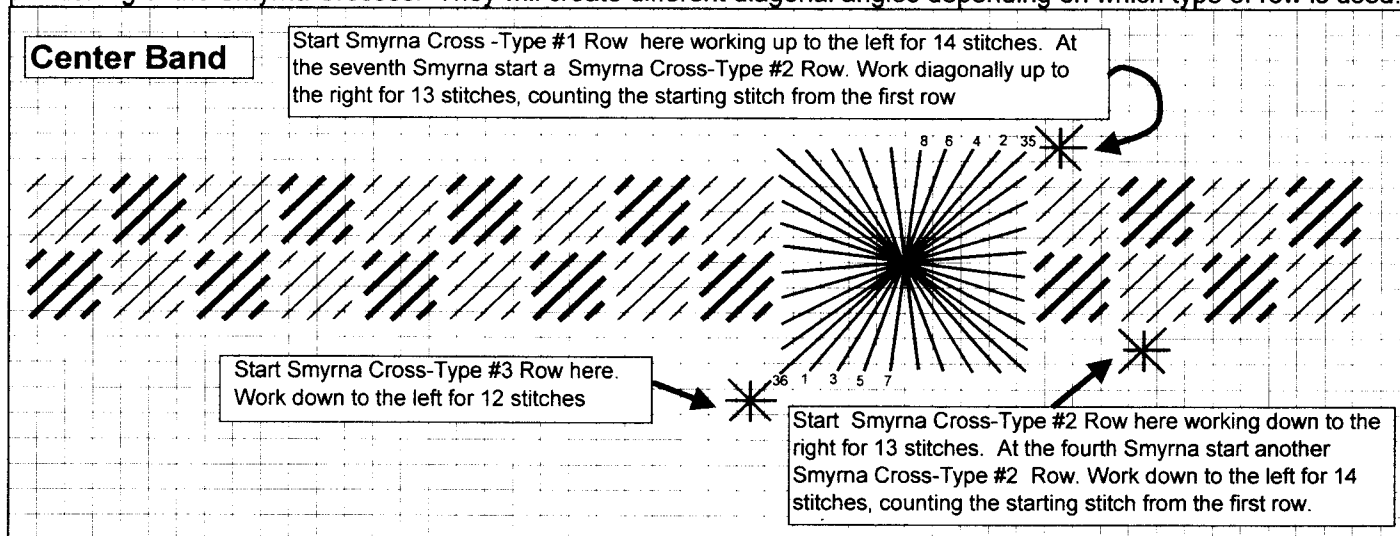 Center Band
Start Smyrna Cross -Type #1 Row here working up to the left for 14 stitches. At
the seventh Smyrna start a Smyrna Cross-Type #2 Row. Work diagonally up to
the right for 13 stitches, counting the starting stitch from the first row
8 6 4 2 35
36 1 3 5 7
Start Smyrna Cross-Type #3 Row here.
Work down to the left for 12 stitches
Start Smyrna Cross-Type #2 Row here working down to the
right for 13 stitches. At the fourth Smyrna start another
Smyrna Cross-Type #2 Row. Work down to the left for 14
stitches, counting the starting stitch from the first row.